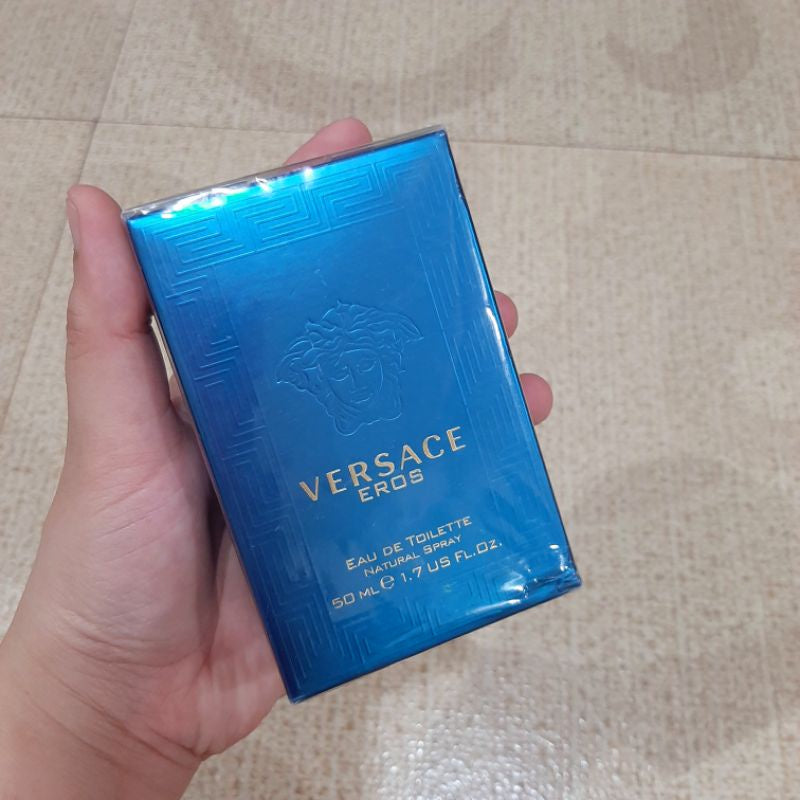 VERSACE
EROS
EAU DE TOILETTE
NATURAL SPRAY
50 ML ℮ 1.7 US FL.OZ.